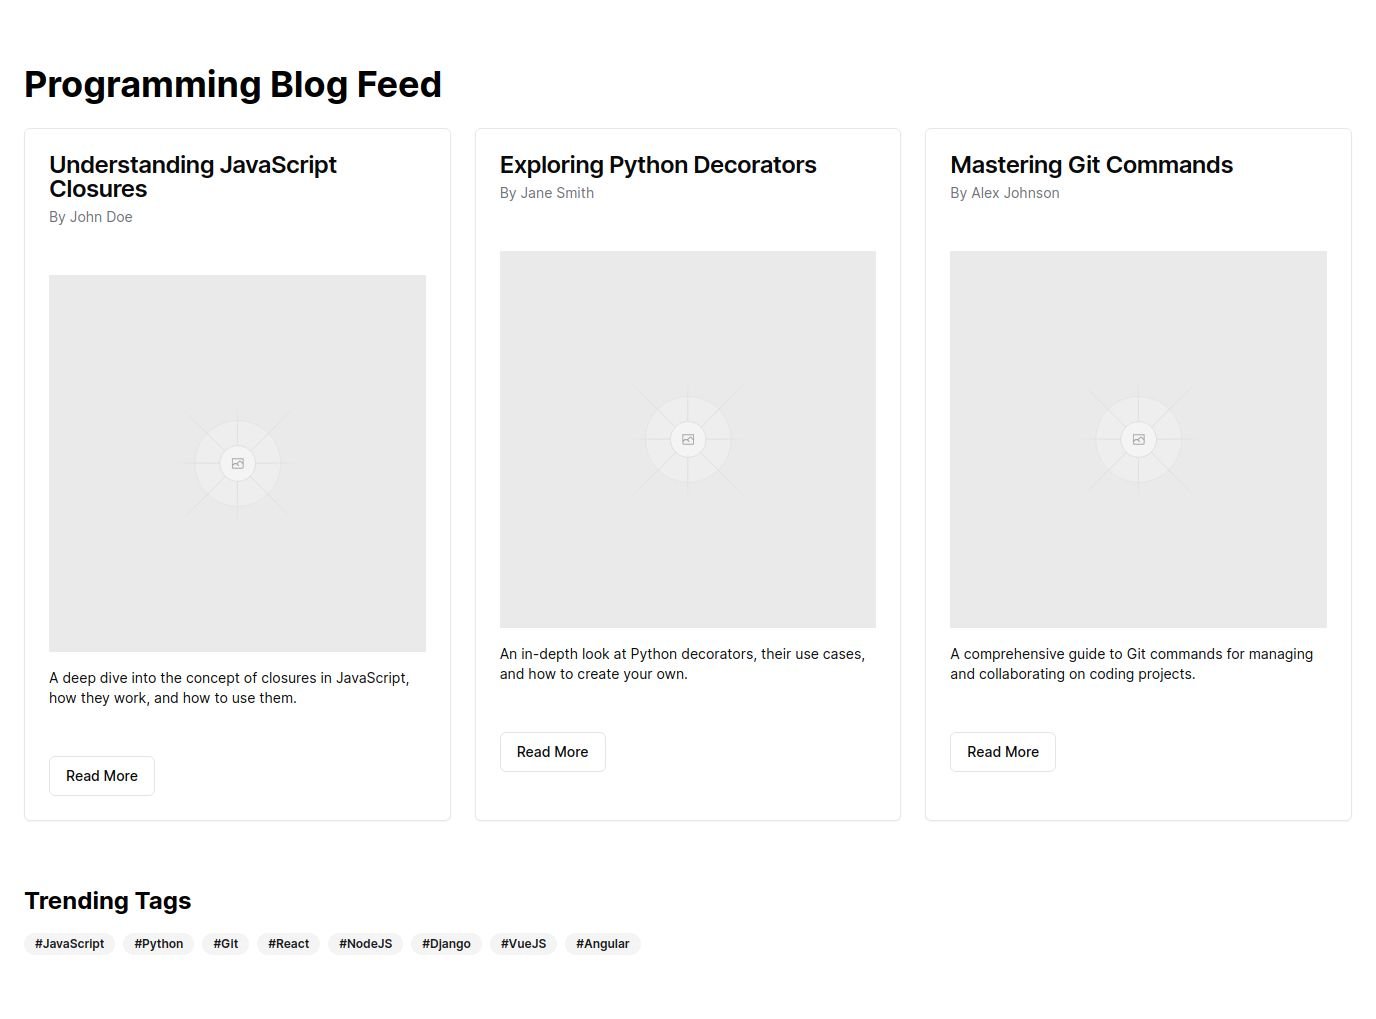 Programming Blog Feed
Understanding JavaScript
Closures
By John Doe
A deep dive into the concept of closures in JavaScript,
how they work, and how to use them.
Read More
Exploring Python Decorators
By Jane Smith
An in-depth look at Python decorators, their use cases,
and how to create your own.
Read More
Mastering Git Commands
By Alex Johnson
A comprehensive guide to Git commands for managing
and collaborating on coding projects.
Read More
Trending Tags
#JavaScript #Python #Git #React #NodeJS #Django #VueJS #Angular